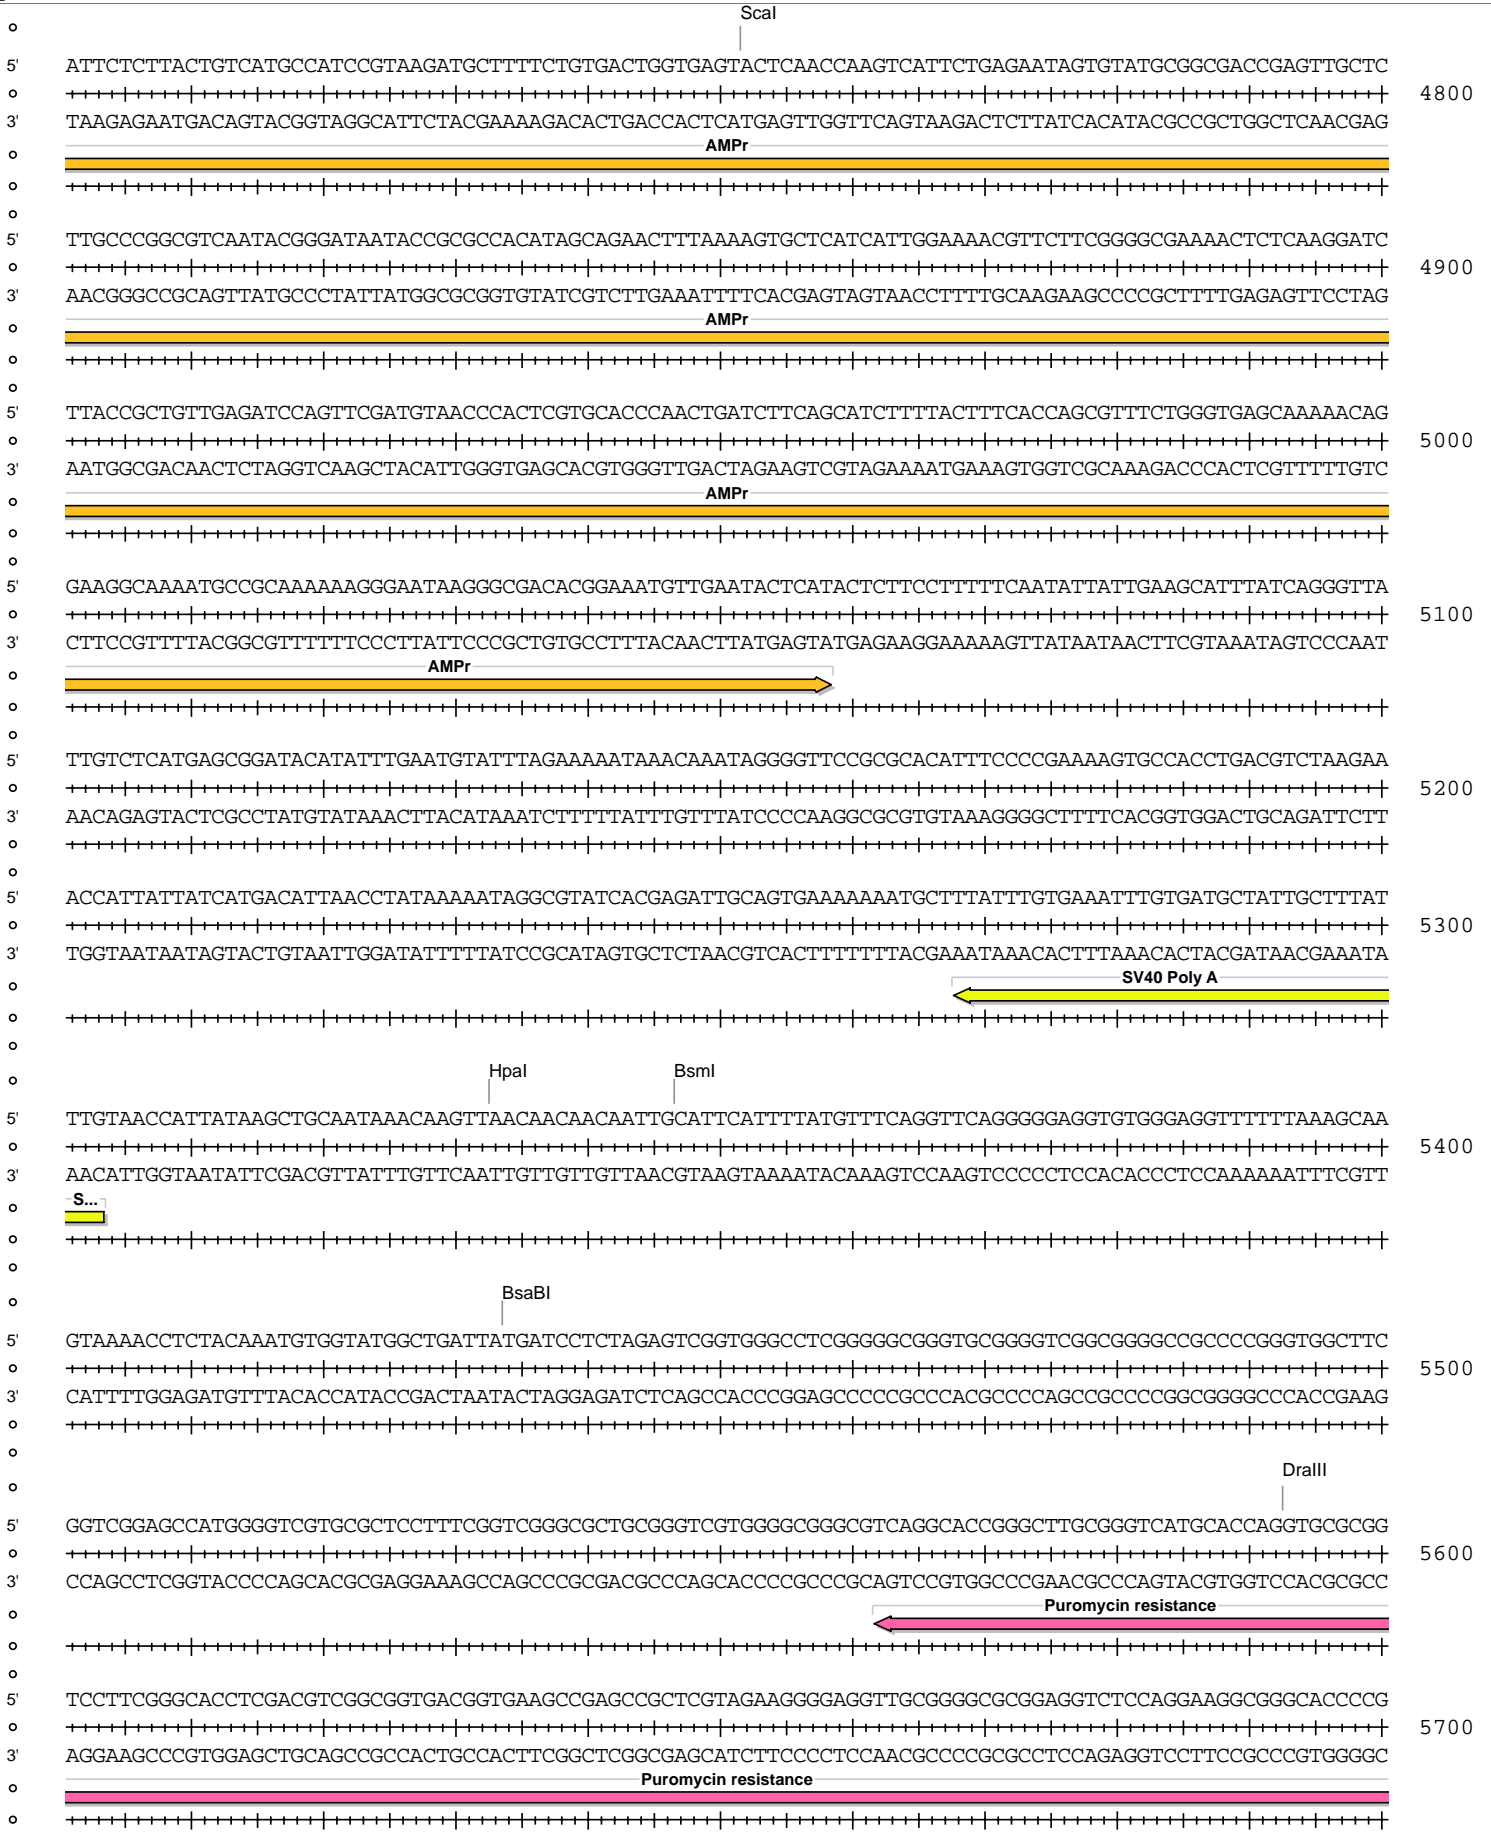 ScaI
5' ATTCTCTTACTGTCATGCCATCCGTAAGATGCTTTTCTGTGACTGGTGAGTACTCAACCAAGTCATTCTGAGAATAGTGTATGCGGCGACCGAGTTGCTC
4800
3' TAAGAGAATGACAGTACGGTAGGCATTCTACGAAAAGACACTGACCACTCATGAGTTGGTTCAGTAAGACTCTTATCACATACGCCGCTGGCTCAACGAG
AMPr
5' TTGCCCGGCGTCAATACGGGATAATACCGCGCCACATAGCAGAACTTTAAAAGTGCTCATCATTGGAAAACGTTCTTCGGGGCGAAAACTCTCAAGGATC
4900
3' AACGGGCCGCAGTTATGCCCTATTATGGCGCGGTGTATCGTCTTGAAATTTTCACGAGTAGTAACCTTTTGCAAGAAGCCCCGCTTTTGAGAGTTCCTAG
AMPr
5' TTACCGCTGTTGAGATCCAGTTCGATGTAACCCACTCGTGCACCCAACTGATCTTCAGCATCTTTTACTTTCACCAGCGTTTCTGGGTGAGCAAAAACAG
5000
3' AATGGCGACAACTCTAGGTCAAGCTACATTGGGTGAGCACGTGGGTTGACTAGAAGTCGTAGAAAATGAAAGTGGTCGCAAAGACCCACTCGTTTTTGTC
AMPr
5' GAAGGCAAAATGCCGCAAAAAAGGGAATAAGGGCGACACGGAAATGTTGAATACTCATACTCTTCCTTTTTCAATATTATTGAAGCATTTATCAGGGTTA
5100
3' CTTCCGTTTTACGGCGTTTTTTCCCTTATTCCCGCTGTGCCTTTACAACTTATGAGTATGAGAAGGAAAAAGTTATAATAACTTCGTAAATAGTCCCAAT
AMPr
5' TTGTCTCATGAGCGGATACATATTTGAATGTATTTAGAAAAATAAACAAATAGGGGTTCCGCGCACATTTCCCCGAAAAGTGCCACCTGACGTCTAAGAA
5200
3' AACAGAGTACTCGCCTATGTATAAACTTACATAAATCTTTTTATTTGTTTATCCCCAAGGCGCGTGTAAAGGGGCTTTTCACGGTGGACTGCAGATTCTT
5' ACCATTATTATCATGACATTAACCTATAAAAATAGGCGTATCACGAGATTGCAGTGAAAAAAATGCTTTATTTGTGAAATTTGTGATGCTATTGCTTTAT
5300
3' TGGTAATAATAGTACTGTAATTGGATATTTTTATCCGCATAGTGCTCTAACGTCACTTTTTTTACGAAATAAACACTTTAAACACTACGATAACGAAATA
SV40 Poly A
HpaI BsmI
5' TTGTAACCATTATAAGCTGCAATAAACAAGTTAACAACAACAATTGCATTCATTTTATGTTTCAGGTTCAGGGGGAGGTGTGGGAGGTTTTTTAAAGCAA
5400
3' AACATTGGTAATATTCGACGTTATTTGTTCAATTGTTGTTGTTAACGTAAGTAAAATACAAAGTCCAAGTCCCCCTCCACACCCTCCAAAAAATTTCGTT
S...
BsaBI
5' GTAAAACCTCTACAAATGTGGTATGGCTGATTATGATCCTCTAGAGTCGGTGGGCCTCGGGGGCGGGTGCGGGGTCGGCGGGGCCGCCCCGGGTGGCTTC
5500
3' CATTTTGGAGATGTTTACACCATACCGACTAATACTAGGAGATCTCAGCCACCCGGAGCCCCCGCCCACGCCCCAGCCGCCCCGGCGGGGCCCACCGAAG
DraIII
5' GGTCGGAGCCATGGGGTCGTGCGCTCCTTTCGGTCGGGCGCTGCGGGTCGTGGGGCGGGCGTCAGGCACCGGGCTTGCGGGTCATGCACCAGGTGCGCGG
5600
3' CCAGCCTCGGTACCCCAGCACGCGAGGAAAGCCAGCCCGCGACGCCCAGCACCCCGCCCGCAGTCCGTGGCCCGAACGCCCAGTACGTGGTCCACGCGCC
Puromycin resistance
5' TCCTTCGGGCACCTCGACGTCGGCGGTGACGGTGAAGCCGAGCCGCTCGTAGAAGGGGAGGTTGCGGGGCGCGGAGGTCTCCAGGAAGGCGGGCACCCCG
5700
3' AGGAAGCCCGTGGAGCTGCAGCCGCCACTGCCACTTCGGCTCGGCGAGCATCTTCCCCTCCAACGCCCCGCGCCTCCAGAGGTCCTTCCGCCCGTGGGGC
Puromycin resistance